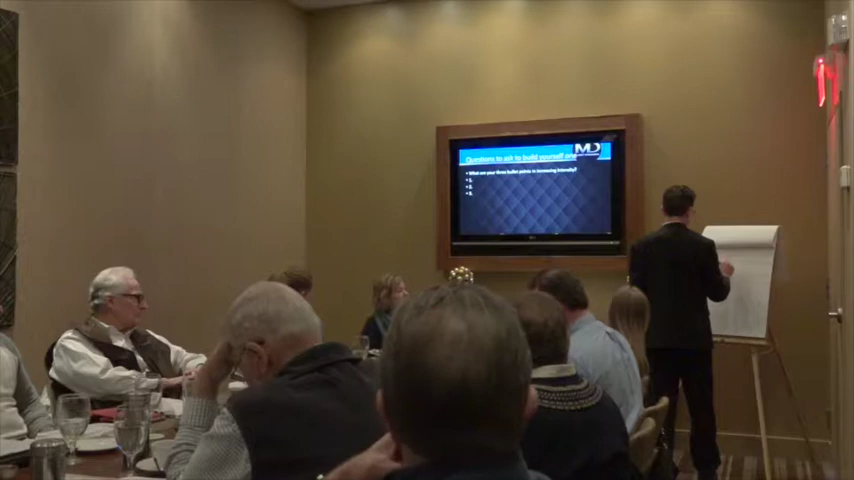 Questions to ask to build yourself one
MD
• What are your three bullet points in increasing intensity?
• 1.
• 2.
• 3.